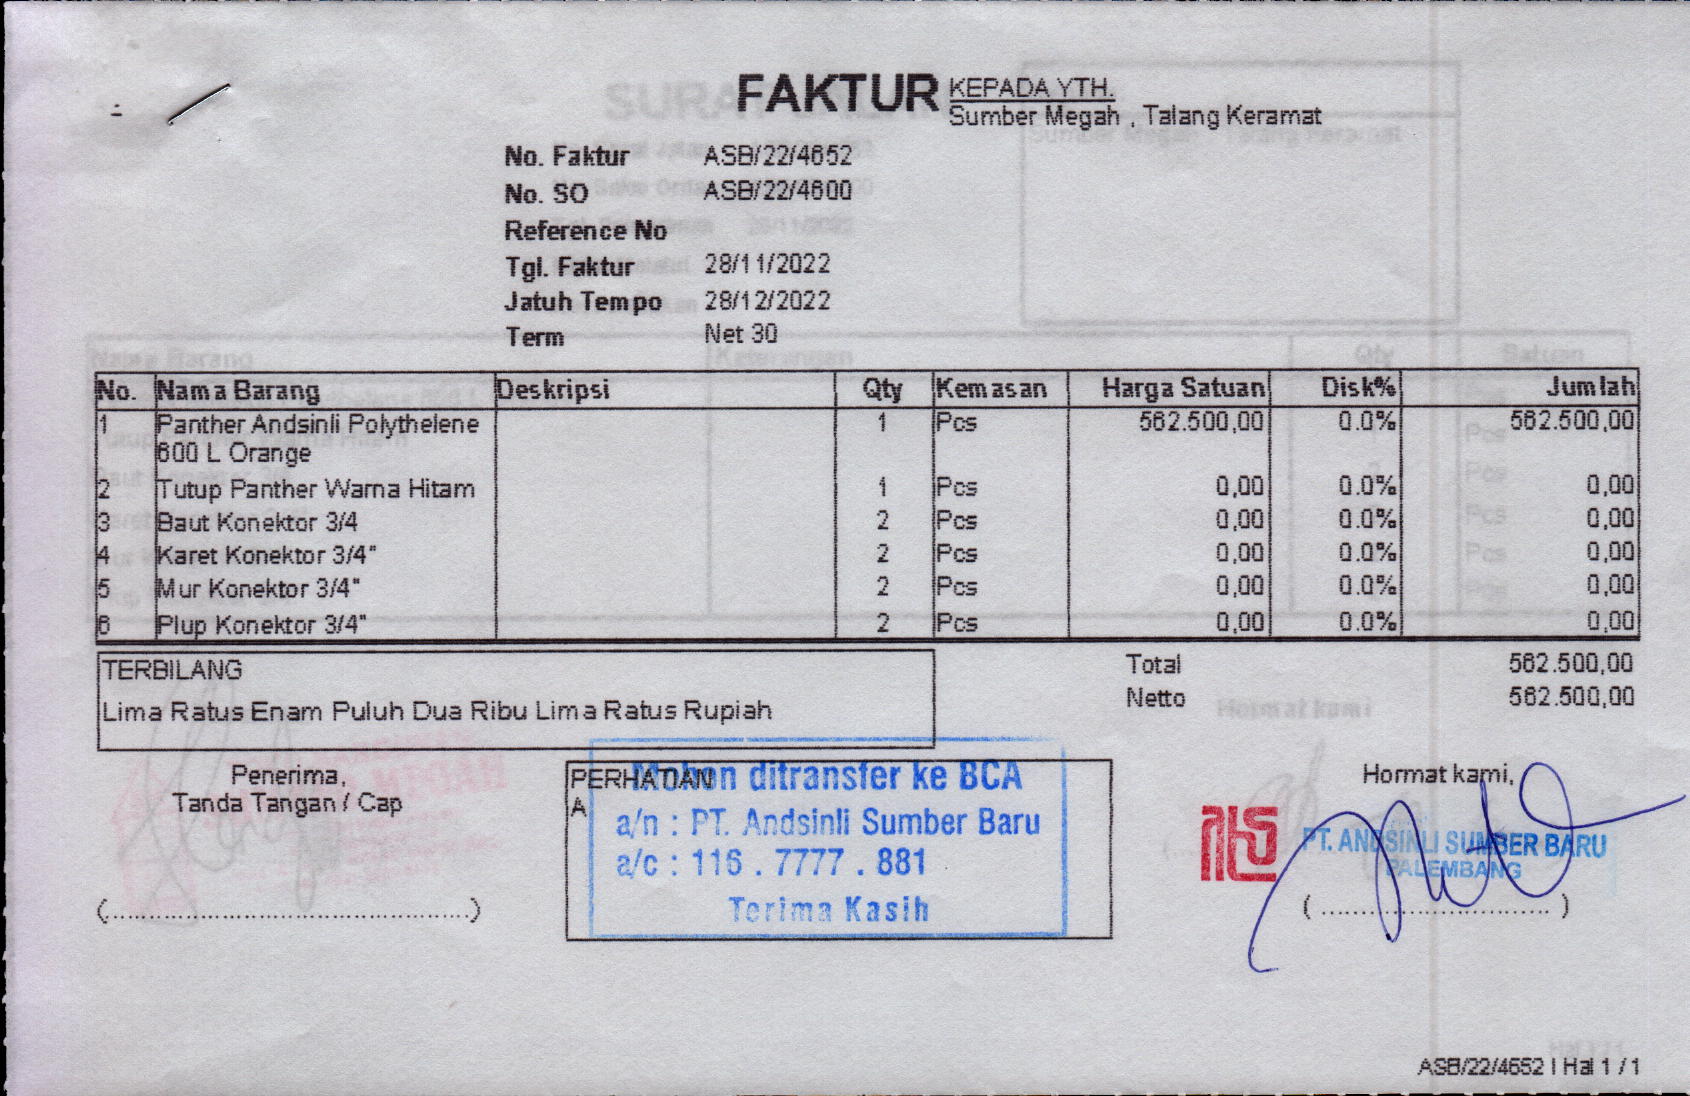 FAKTUR
KEPADA YTH.
Sumber Megah , Talang Keramat
No. Faktur ASB/22/4652
No. SO ASB/22/4600
Reference No
Tgl. Faktur 28/11/2022
Jatuh Tempo 28/12/2022
Term Net 30
No. Nama Barang Deskripsi Qty Kemasan Harga Satuan Disk% Jumlah
1 Panther Andsinli Polythelene 1 Pcs 562.500,00 0.0% 562.500,00
600 L Orange
2 Tutup Panther Warna Hitam 1 Pcs 0,00 0.0% 0,00
3 Baut Konektor 3/4 2 Pcs 0,00 0.0% 0,00
4 Karet Konektor 3/4" 2 Pcs 0,00 0.0% 0,00
5 Mur Konektor 3/4" 2 Pcs 0,00 0.0% 0,00
6 Plup Konektor 3/4" 2 Pcs 0,00 0.0% 0,00
TERBILANG
Lima Ratus Enam Puluh Dua Ribu Lima Ratus Rupiah
Total 562.500,00
Netto 562.500,00
Penerima,
Tanda Tangan / Cap
(..........................................)
PERHATIAN
A
Mohon ditransfer ke BCA
a/n : PT. Andsinli Sumber Baru
a/c : 116 . 7777 . 881
Terima Kasih
Hormat kami,
PT. ANDSINLI SUMBER BARU
PALEMBANG
( ............................. )
ASB/22/4652 | Hal 1 / 1